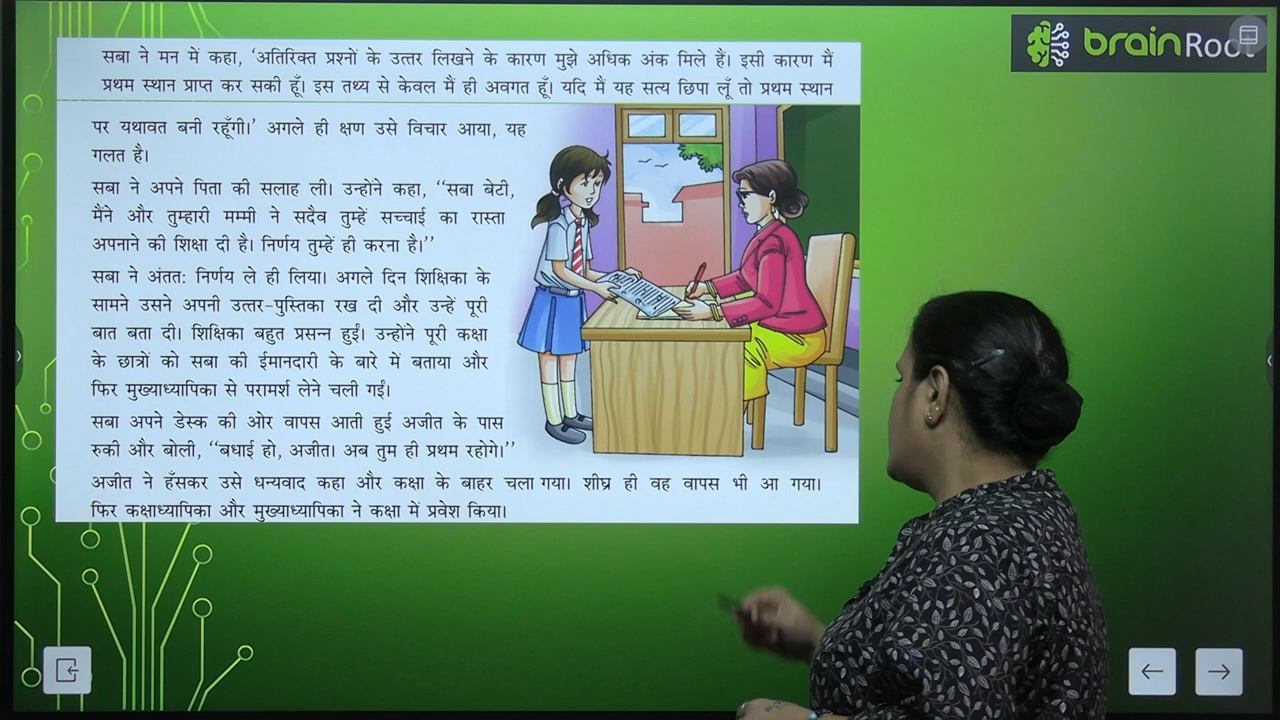 brainRoot
सबा ने मन में कहा, ‘अतिरिक्त प्रश्नों के उत्तर लिखने के कारण मुझे अधिक अंक मिले हैं। इसी कारण मैं
प्रथम स्थान प्राप्त कर सकी हूँ। इस तथ्य से केवल मैं ही अवगत हूँ। यदि मैं यह सत्य छिपा लूँ तो प्रथम स्थान
पर यथावत बनी रहूँगी।’ अगले ही क्षण उसे विचार आया, यह
गलत है।
सबा ने अपने पिता की सलाह ली। उन्होंने कहा, ‘‘सबा बेटी,
मैंने और तुम्हारी मम्मी ने सदैव तुम्हें सच्चाई का रास्ता
अपनाने की शिक्षा दी है। निर्णय तुम्हें ही करना है।’’
सबा ने अंतत: निर्णय ले ही लिया। अगले दिन शिक्षिका के
सामने उसने अपनी उत्तर-पुस्तिका रख दी और उन्हें पूरी
बात बता दी। शिक्षिका बहुत प्रसन्न हुईं। उन्होंने पूरी कक्षा
के छात्रों को सबा की ईमानदारी के बारे में बताया और
फिर मुख्याध्यापिका से परामर्श लेने चली गईं।
सबा अपने डेस्क की ओर वापस आती हुई अजीत के पास
रुकी और बोली, ‘‘बधाई हो, अजीत। अब तुम ही प्रथम रहोगे।’’
अजीत ने हँसकर उसे धन्यवाद कहा और कक्षा के बाहर चला गया। शीघ्र ही वह वापस भी आ गया।
फिर कक्षाध्यापिका और मुख्याध्यापिका ने कक्षा में प्रवेश किया।